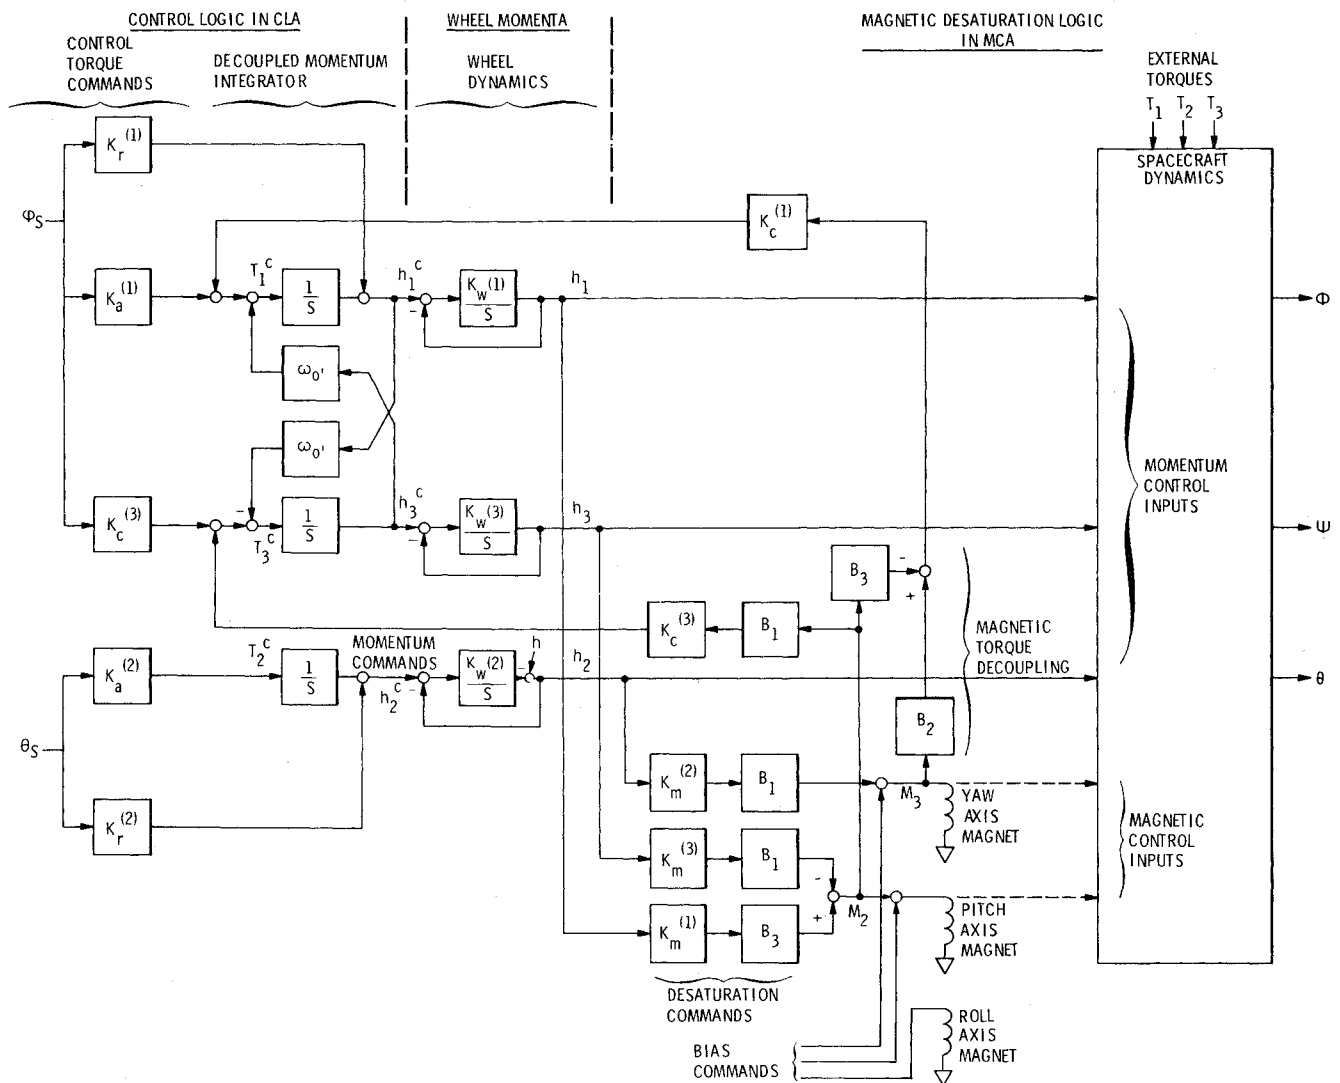 CONTROL LOGIC IN CLA
WHEEL MOMENTA
MAGNETIC DESATURATION LOGIC
IN MCA
CONTROL
TORQUE
COMMANDS
DECOUPLED MOMENTUM
INTEGRATOR
WHEEL
DYNAMICS
EXTERNAL
TORQUES
T1 T2 T3
SPACECRAFT
DYNAMICS
Kr(1)
φS
Kc(1)
Ka(1)
T1c
1/S
h1c
-
Kw(1)/S
h1
Φ
ω0'
ω0'
MOMENTUM
CONTROL
INPUTS
Kc(3)
-
T3c
1/S
h3c
-
Kw(3)/S
h3
Ψ
B3
-
+
Kc(3)
B1
MAGNETIC
TORQUE
DECOUPLING
Ka(2)
T2c
1/S
MOMENTUM
COMMANDS
h2c
-
Kw(2)/S
-
h
h2
θ
B2
θS
Kr(2)
Km(2)
B1
M3
YAW
AXIS
MAGNET
MAGNETIC
CONTROL
INPUTS
Km(3)
B1
-
+
M2
Km(1)
B3
PITCH
AXIS
MAGNET
DESATURATION
COMMANDS
BIAS
COMMANDS
ROLL
AXIS
MAGNET